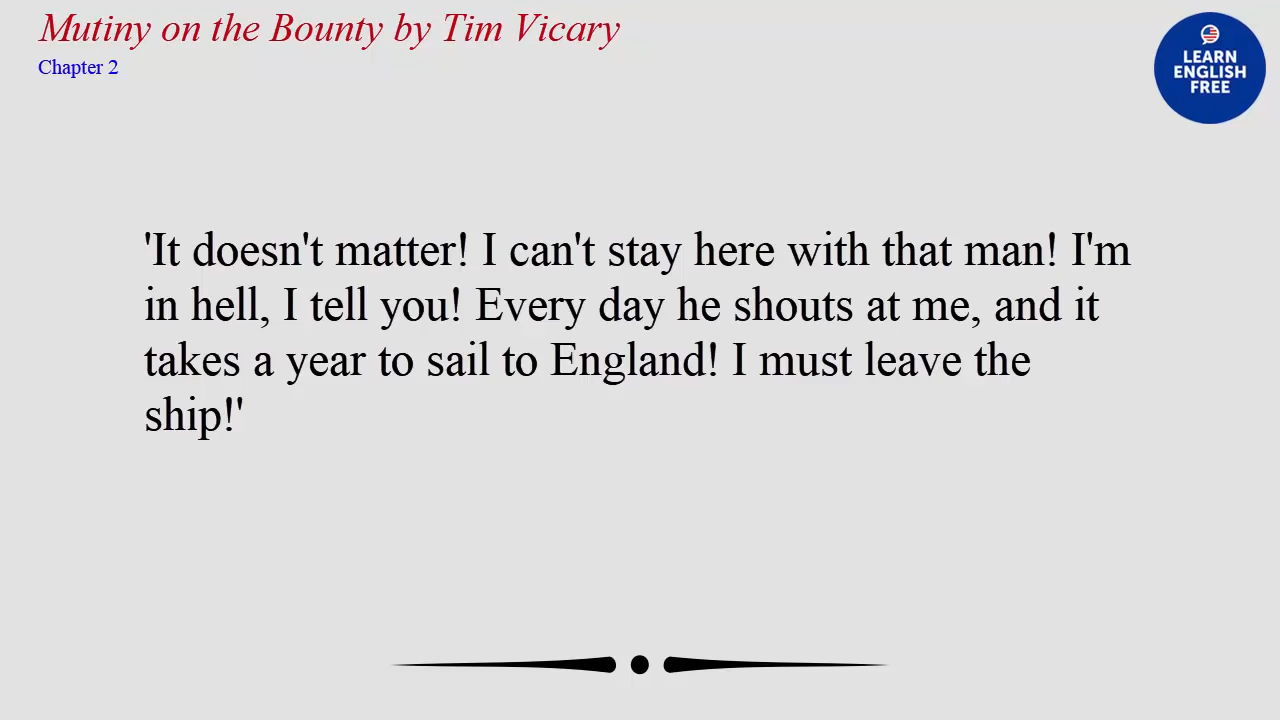 Mutiny on the Bounty by Tim Vicary
Chapter 2
LEARN
ENGLISH
FREE
'It doesn't matter! I can't stay here with that man! I'm
in hell, I tell you! Every day he shouts at me, and it
takes a year to sail to England! I must leave the
ship!'